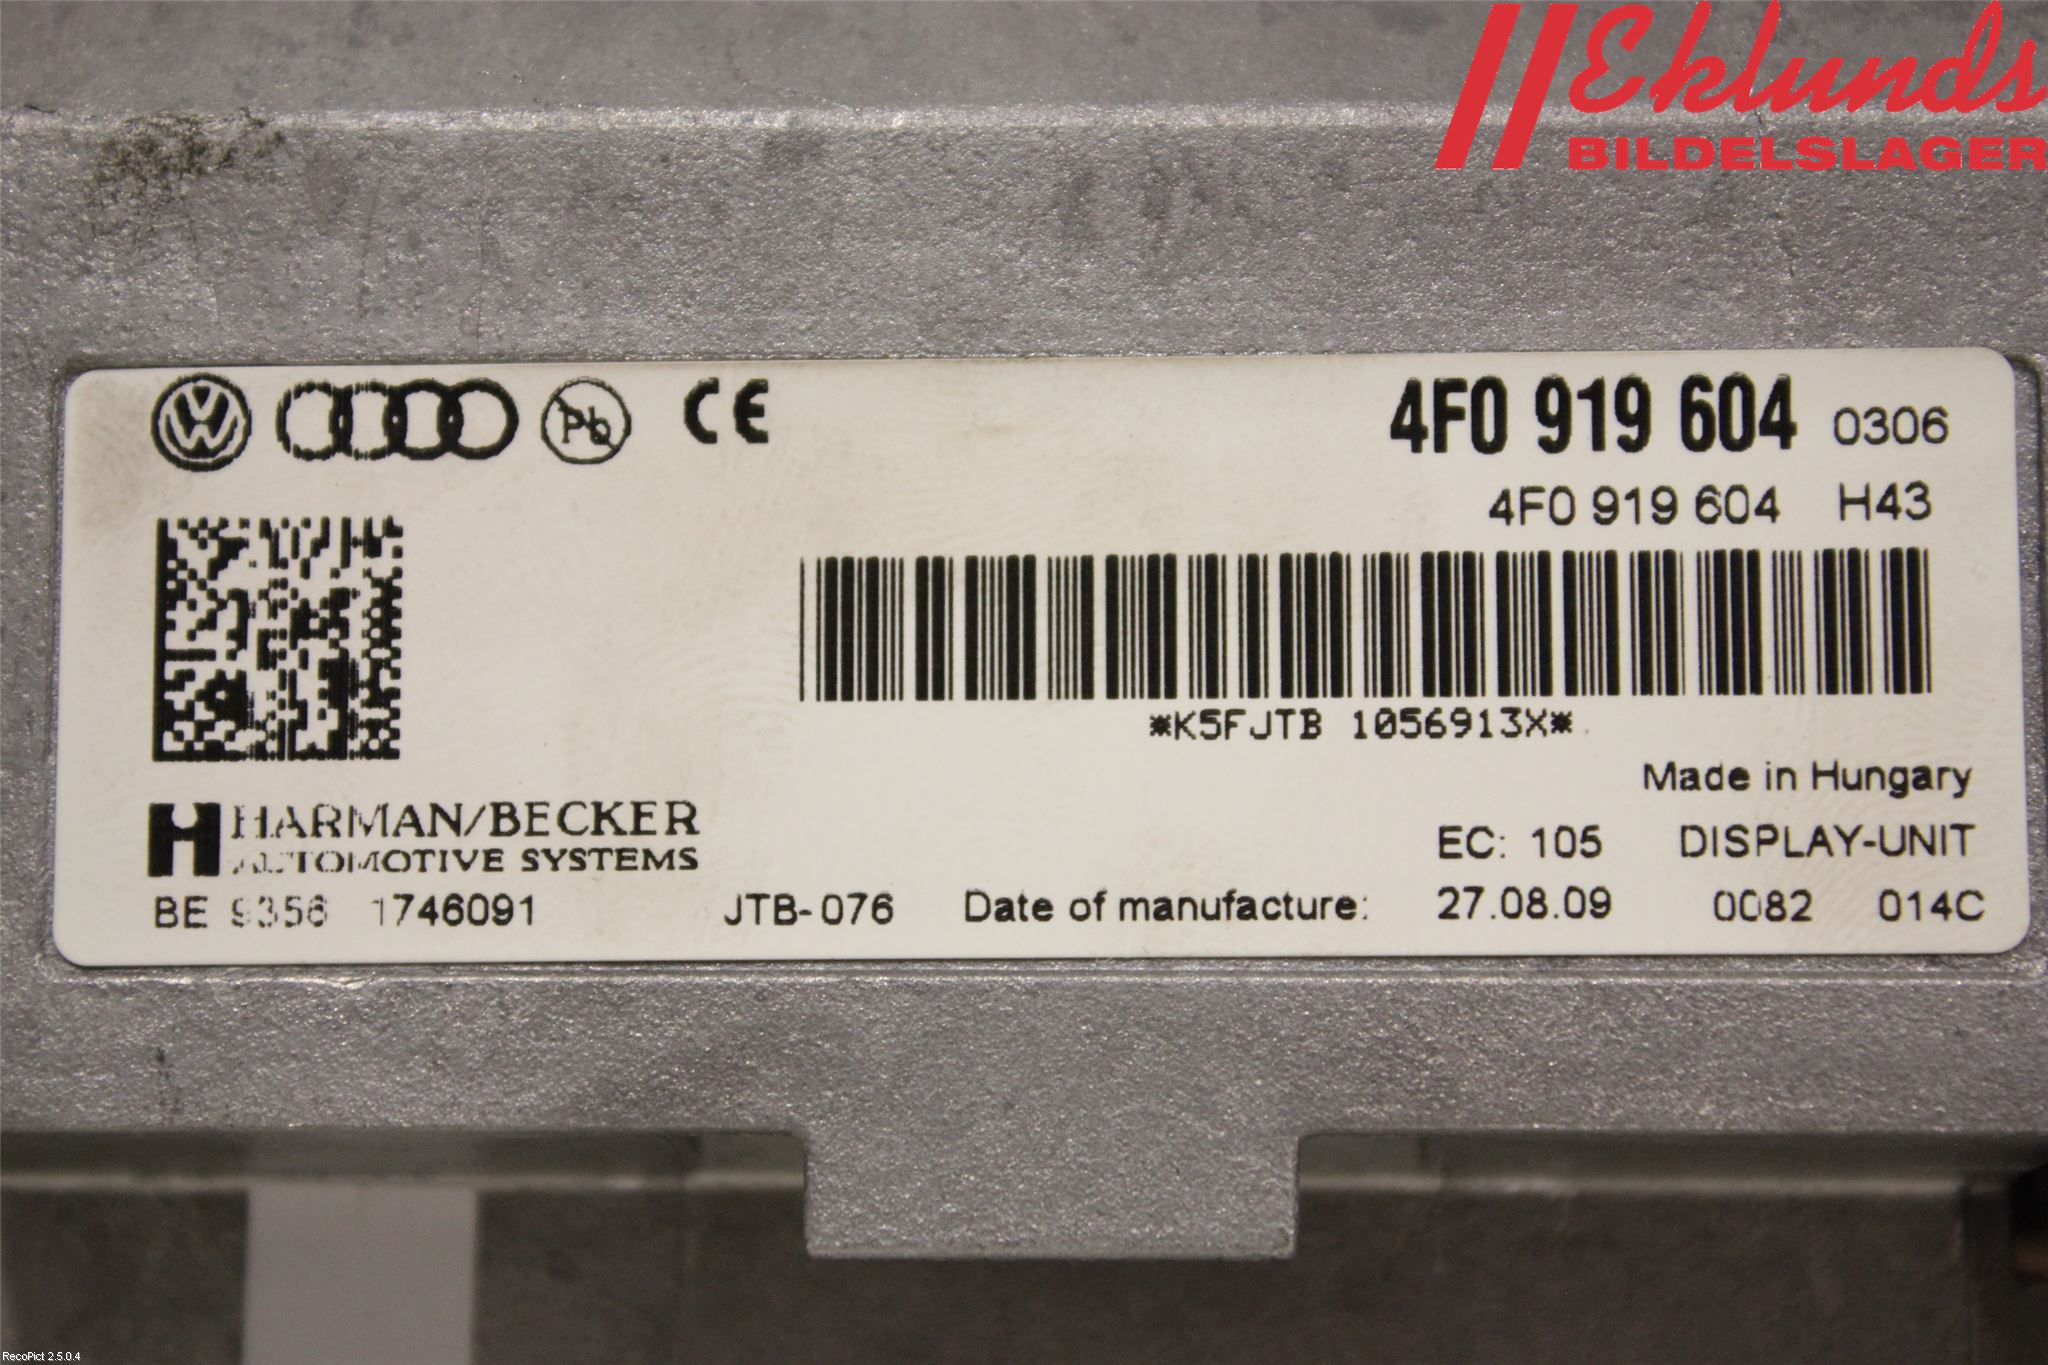 Eklunds
BILDELSLAGER
Pb CE
4F0 919 604 0306
4F0 919 604 H43
*K5FJTB 1056913X*
Made in Hungary
HARMAN/BECKER
AUTOMOTIVE SYSTEMS
EC: 105 DISPLAY-UNIT
BE 9356 1746091 JTB-076 Date of manufacture: 27.08.09 0082 014C
RecoPict 2.5.0.4